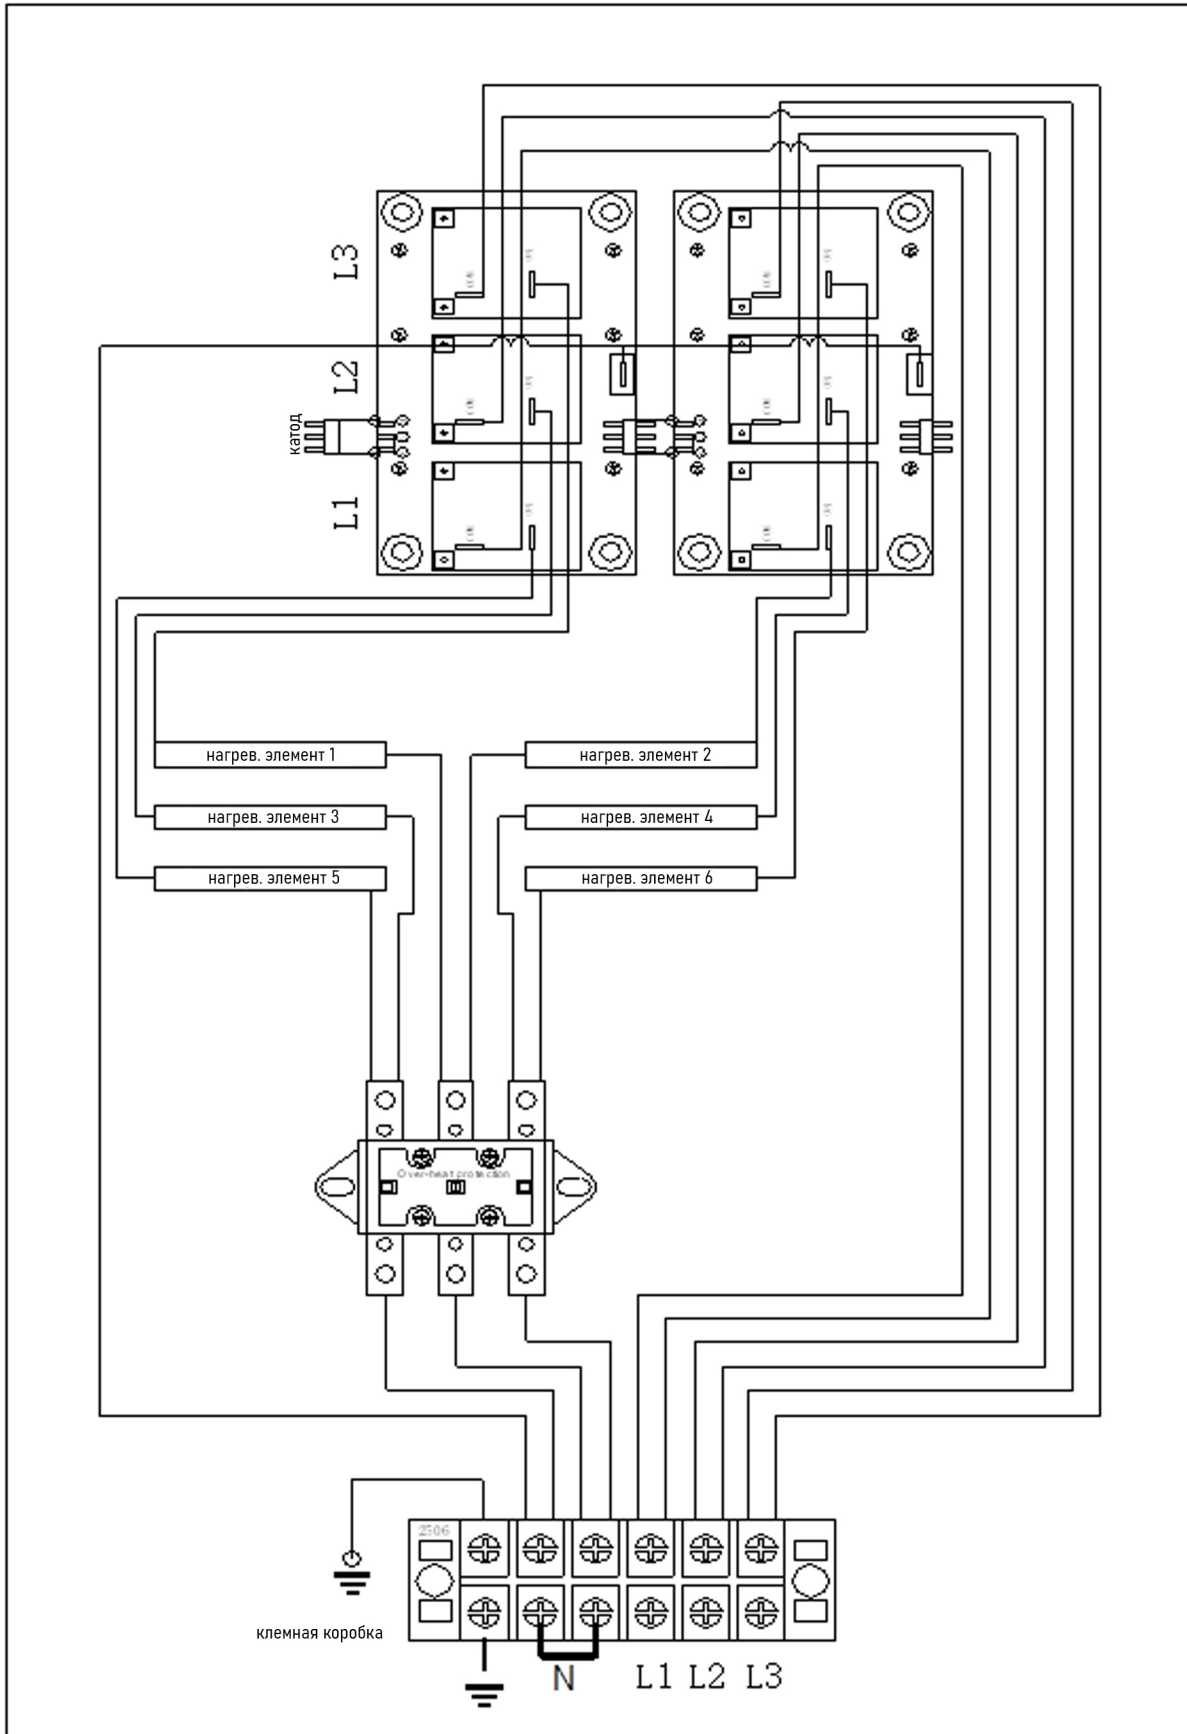 L3
L2
катод
L1
нагрев. элемент 1
нагрев. элемент 2
нагрев. элемент 3
нагрев. элемент 4
нагрев. элемент 5
нагрев. элемент 6
Over-heat protection
2506
клемная коробка
N
L1 L2 L3